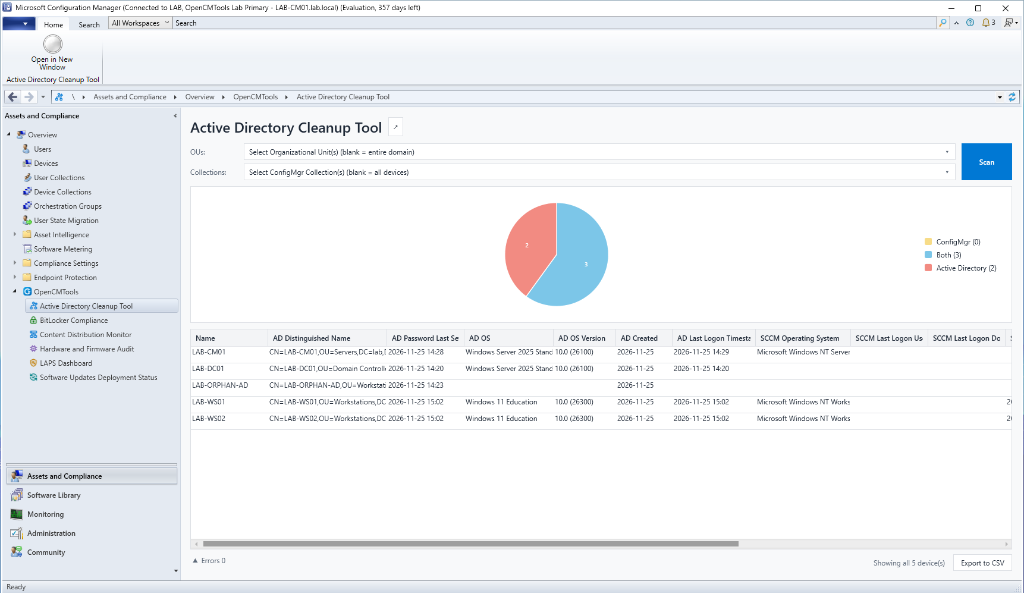 Microsoft Configuration Manager (Connected to LAB, OpenCMTools Lab Primary - LAB-CM01.lab.local) (Evaluation, 357 days left)
Home Search All Workspaces Search 3
Open in New
Window
Active Directory Cleanup Tool
\ Assets and Compliance Overview OpenCMTools Active Directory Cleanup Tool
Assets and Compliance
Overview
Users
Devices
User Collections
Device Collections
Orchestration Groups
User State Migration
Asset Intelligence
Software Metering
Compliance Settings
Endpoint Protection
OpenCMTools
Active Directory Cleanup Tool
BitLocker Compliance
Content Distribution Monitor
Hardware and Firmware Audit
LAPS Dashboard
Software Updates Deployment Status
Assets and Compliance
Software Library
Monitoring
Administration
Community
Active Directory Cleanup Tool
OUs: Select Organizational Unit(s) (blank = entire domain)
Collections: Select ConfigMgr Collection(s) (blank = all devices)
Scan
2
3
ConfigMgr (0)
Both (3)
Active Directory (2)
Name AD Distinguished Name AD Password Last Se AD OS AD OS Version AD Created AD Last Logon Timesta SCCM Operating System SCCM Last Logon Us SCCM Last Logon Do
LAB-CM01 CN=LAB-CM01,OU=Servers,DC=lab, 2026-11-25 14:28 Windows Server 2025 Stand 10.0 (26100) 2026-11-25 2026-11-25 14:29 Microsoft Windows NT Server
LAB-DC01 CN=LAB-DC01,OU=Domain Controll 2026-11-25 14:20 Windows Server 2025 Stand 10.0 (26100) 2026-11-25 2026-11-25 14:20
LAB-ORPHAN-AD CN=LAB-ORPHAN-AD,OU=Workstati 2026-11-25 14:23 2026-11-25
LAB-WS01 CN=LAB-WS01,OU=Workstations,DC 2026-11-25 15:02 Windows 11 Education 10.0 (26300) 2026-11-25 2026-11-25 15:02 Microsoft Windows NT Works
LAB-WS02 CN=LAB-WS02,OU=Workstations,DC 2026-11-25 15:02 Windows 11 Education 10.0 (26300) 2026-11-25 2026-11-25 15:02 Microsoft Windows NT Works
Errors 0
Showing all 5 device(s) Export to CSV
Ready